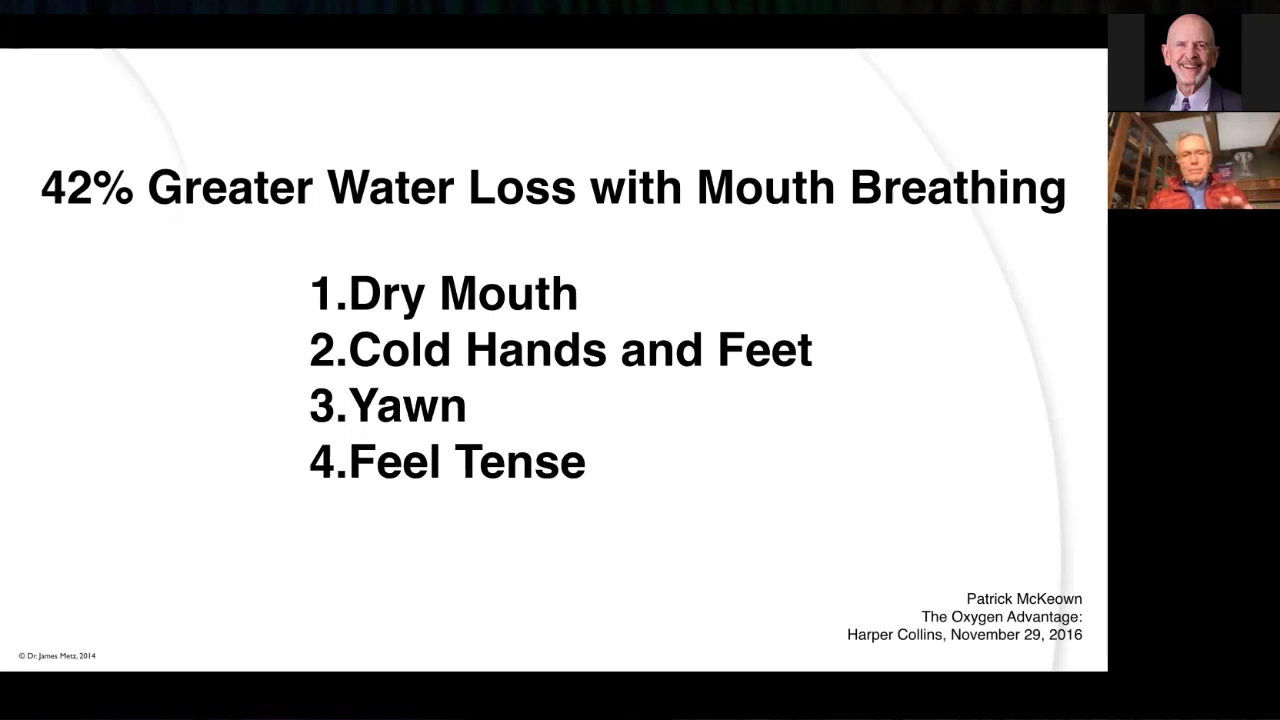 42% Greater Water Loss with Mouth Breathing
1.Dry Mouth
2.Cold Hands and Feet
3.Yawn
4.Feel Tense
Patrick McKeown
The Oxygen Advantage:
Harper Collins, November 29, 2016
© Dr. James Metz, 2014